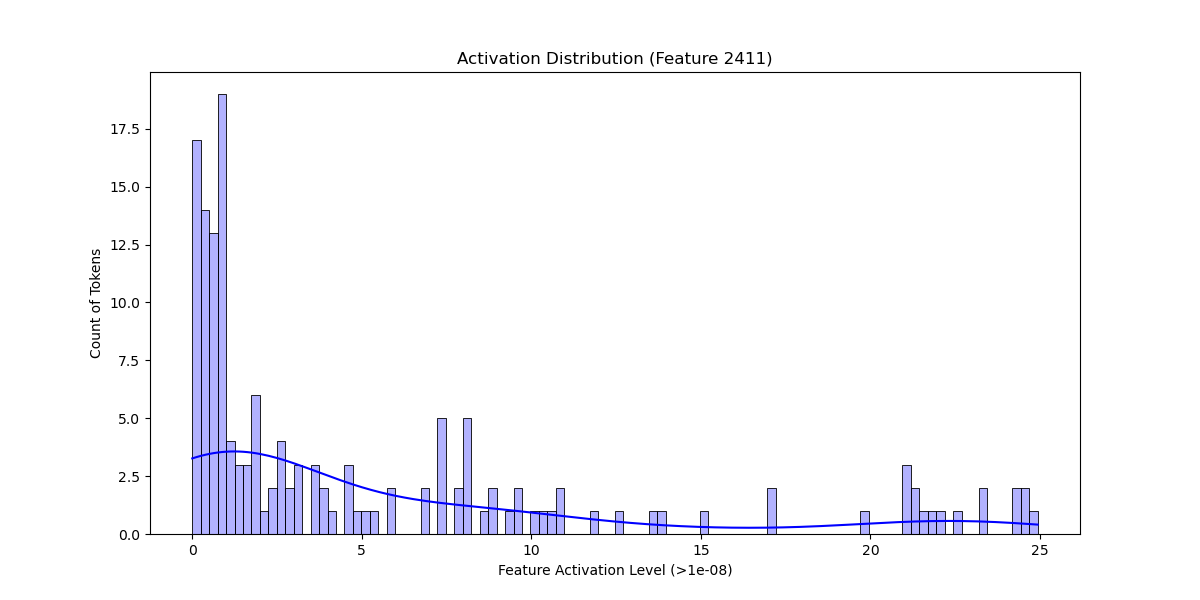 Activation Distribution (Feature 2411)
17.5
15.0
12.5
10.0
7.5
5.0
2.5
0.0
Count of Tokens
0 5 10 15 20 25
Feature Activation Level (>1e-08)